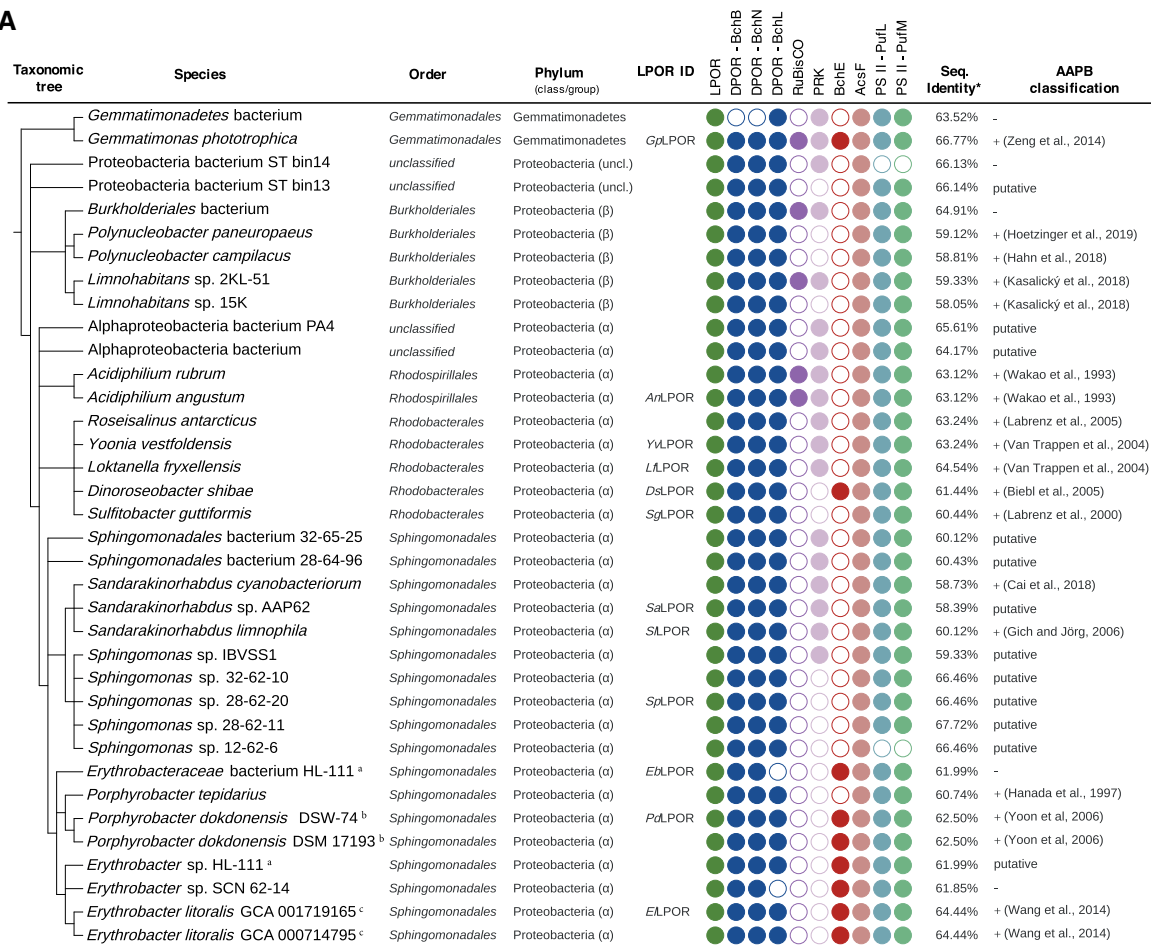 A
Taxonomic tree Species Order Phylum (class/group) LPOR ID LPOR DPOR - BchB DPOR - BchN DPOR - BchL RuBisCO PRK BchE AcsF PS II - PufL PS II - PufM Seq. Identity* AAPB classification
Gemmatimonadetes bacterium Gemmatimonadales Gemmatimonadetes 63.52% -
Gemmatimonas phototrophica Gemmatimonadales Gemmatimonadetes GpLPOR 66.77% + (Zeng et al., 2014)
Proteobacteria bacterium ST bin14 unclassified Proteobacteria (uncl.) 66.13% -
Proteobacteria bacterium ST bin13 unclassified Proteobacteria (uncl.) 66.14% putative
Burkholderiales bacterium Burkholderiales Proteobacteria (β) 64.91% -
Polynucleobacter paneuropaeus Burkholderiales Proteobacteria (β) 59.12% + (Hoetzinger et al., 2019)
Polynucleobacter campilacus Burkholderiales Proteobacteria (β) 58.81% + (Hahn et al., 2018)
Limnohabitans sp. 2KL-51 Burkholderiales Proteobacteria (β) 59.33% + (Kasalický et al., 2018)
Limnohabitans sp. 15K Burkholderiales Proteobacteria (β) 58.05% + (Kasalický et al., 2018)
Alphaproteobacteria bacterium PA4 unclassified Proteobacteria (α) 65.61% putative
Alphaproteobacteria bacterium unclassified Proteobacteria (α) 64.17% putative
Acidiphilium rubrum Rhodospirillales Proteobacteria (α) 63.12% + (Wakao et al., 1993)
Acidiphilium angustum Rhodospirillales Proteobacteria (α) AnLPOR 63.12% + (Wakao et al., 1993)
Roseisalinus antarcticus Rhodobacterales Proteobacteria (α) 63.24% + (Labrenz et al., 2005)
Yoonia vestfoldensis Rhodobacterales Proteobacteria (α) YvLPOR 63.24% + (Van Trappen et al., 2004)
Loktanella fryxellensis Rhodobacterales Proteobacteria (α) LfLPOR 64.54% + (Van Trappen et al., 2004)
Dinoroseobacter shibae Rhodobacterales Proteobacteria (α) DsLPOR 61.44% + (Biebl et al., 2005)
Sulfitobacter guttiformis Rhodobacterales Proteobacteria (α) SgLPOR 60.44% + (Labrenz et al., 2000)
Sphingomonadales bacterium 32-65-25 Sphingomonadales Proteobacteria (α) 60.12% putative
Sphingomonadales bacterium 28-64-96 Sphingomonadales Proteobacteria (α) 60.43% putative
Sandarakinorhabdus cyanobacteriorum Sphingomonadales Proteobacteria (α) 58.73% + (Cai et al., 2018)
Sandarakinorhabdus sp. AAP62 Sphingomonadales Proteobacteria (α) SaLPOR 58.39% putative
Sandarakinorhabdus limnophila Sphingomonadales Proteobacteria (α) SlLPOR 60.12% + (Gich and Jörg, 2006)
Sphingomonas sp. IBVSS1 Sphingomonadales Proteobacteria (α) 59.33% putative
Sphingomonas sp. 32-62-10 Sphingomonadales Proteobacteria (α) 66.46% putative
Sphingomonas sp. 28-62-20 Sphingomonadales Proteobacteria (α) SpLPOR 66.46% putative
Sphingomonas sp. 28-62-11 Sphingomonadales Proteobacteria (α) 67.72% putative
Sphingomonas sp. 12-62-6 Sphingomonadales Proteobacteria (α) 66.46% putative
Erythrobacteraceae bacterium HL-111 a Sphingomonadales Proteobacteria (α) EbLPOR 61.99% -
Porphyrobacter tepidarius Sphingomonadales Proteobacteria (α) 60.74% + (Hanada et al., 1997)
Porphyrobacter dokdonensis DSW-74 b Sphingomonadales Proteobacteria (α) PdLPOR 62.50% + (Yoon et al, 2006)
Porphyrobacter dokdonensis DSM 17193 b Sphingomonadales Proteobacteria (α) 62.50% + (Yoon et al, 2006)
Erythrobacter sp. HL-111 a Sphingomonadales Proteobacteria (α) 61.99% putative
Erythrobacter sp. SCN 62-14 Sphingomonadales Proteobacteria (α) 61.85% -
Erythrobacter litoralis GCA 001719165 c Sphingomonadales Proteobacteria (α) ElLPOR 64.44% + (Wang et al., 2014)
Erythrobacter litoralis GCA 000714795 c Sphingomonadales Proteobacteria (α) 64.44% + (Wang et al., 2014)